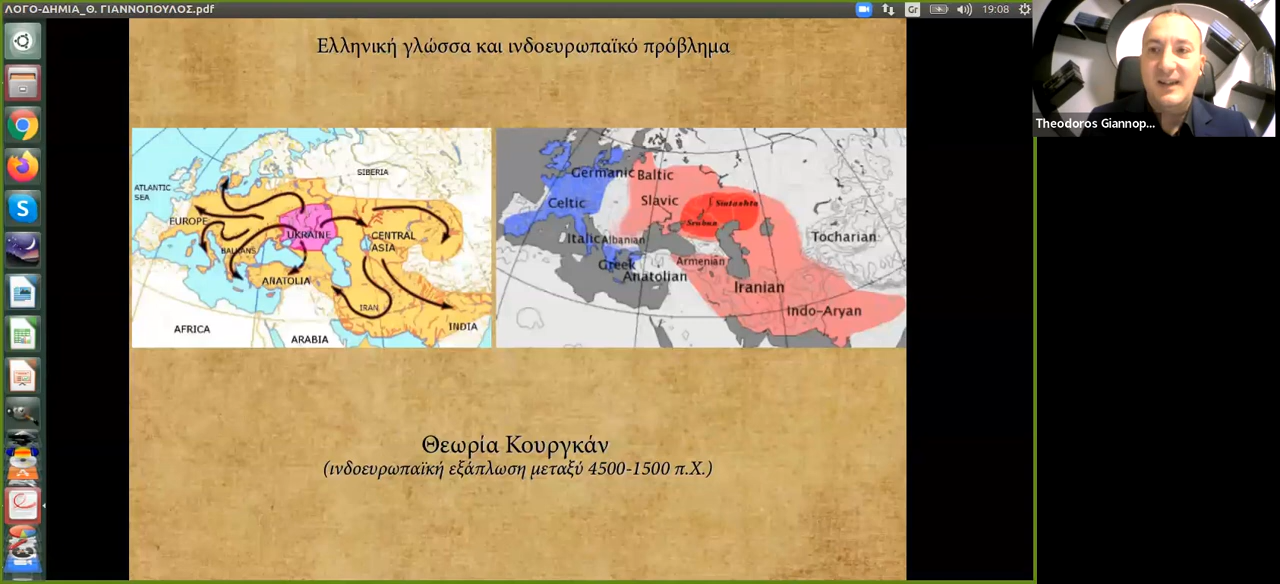 ΛΟΓΟ-ΔΗΜΙΑ_Θ. ΓΙΑΝΝΟΠΟΥΛΟΣ.pdf
Gr
19:08
Theodoros Giannop...
Ελληνική γλώσσα και ινδοευρωπαϊκό πρόβλημα
SIBERIA
ATLANTIC
SEA
EUROPE
UKRAINE
CENTRAL
ASIA
BALKANS
ANATOLIA
IRAN
INDIA
AFRICA
ARABIA
Germanic
Baltic
Celtic
Slavic
Sintashta
Srubna
Italic
Albanian
Tocharian
Greek
Armenian
Anatolian
Iranian
Indo-Aryan
Θεωρία Κουργκάν
(ινδοευρωπαϊκή εξάπλωση μεταξύ 4500-1500 π.Χ.)